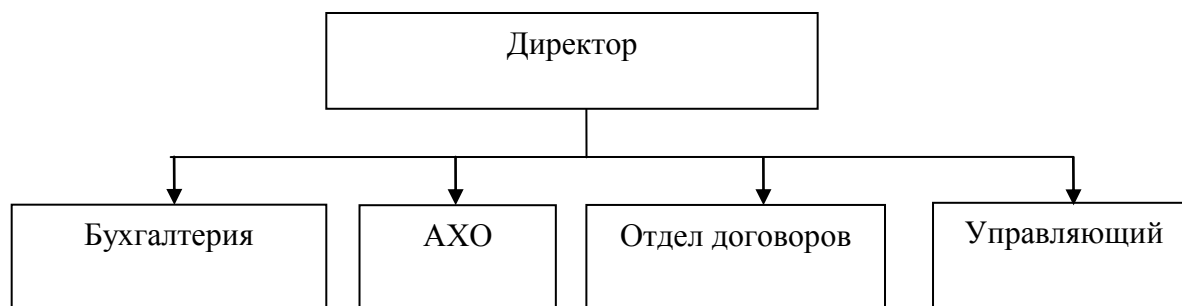 Директор
Бухгалтерия
АХО
Отдел договоров
Управляющий